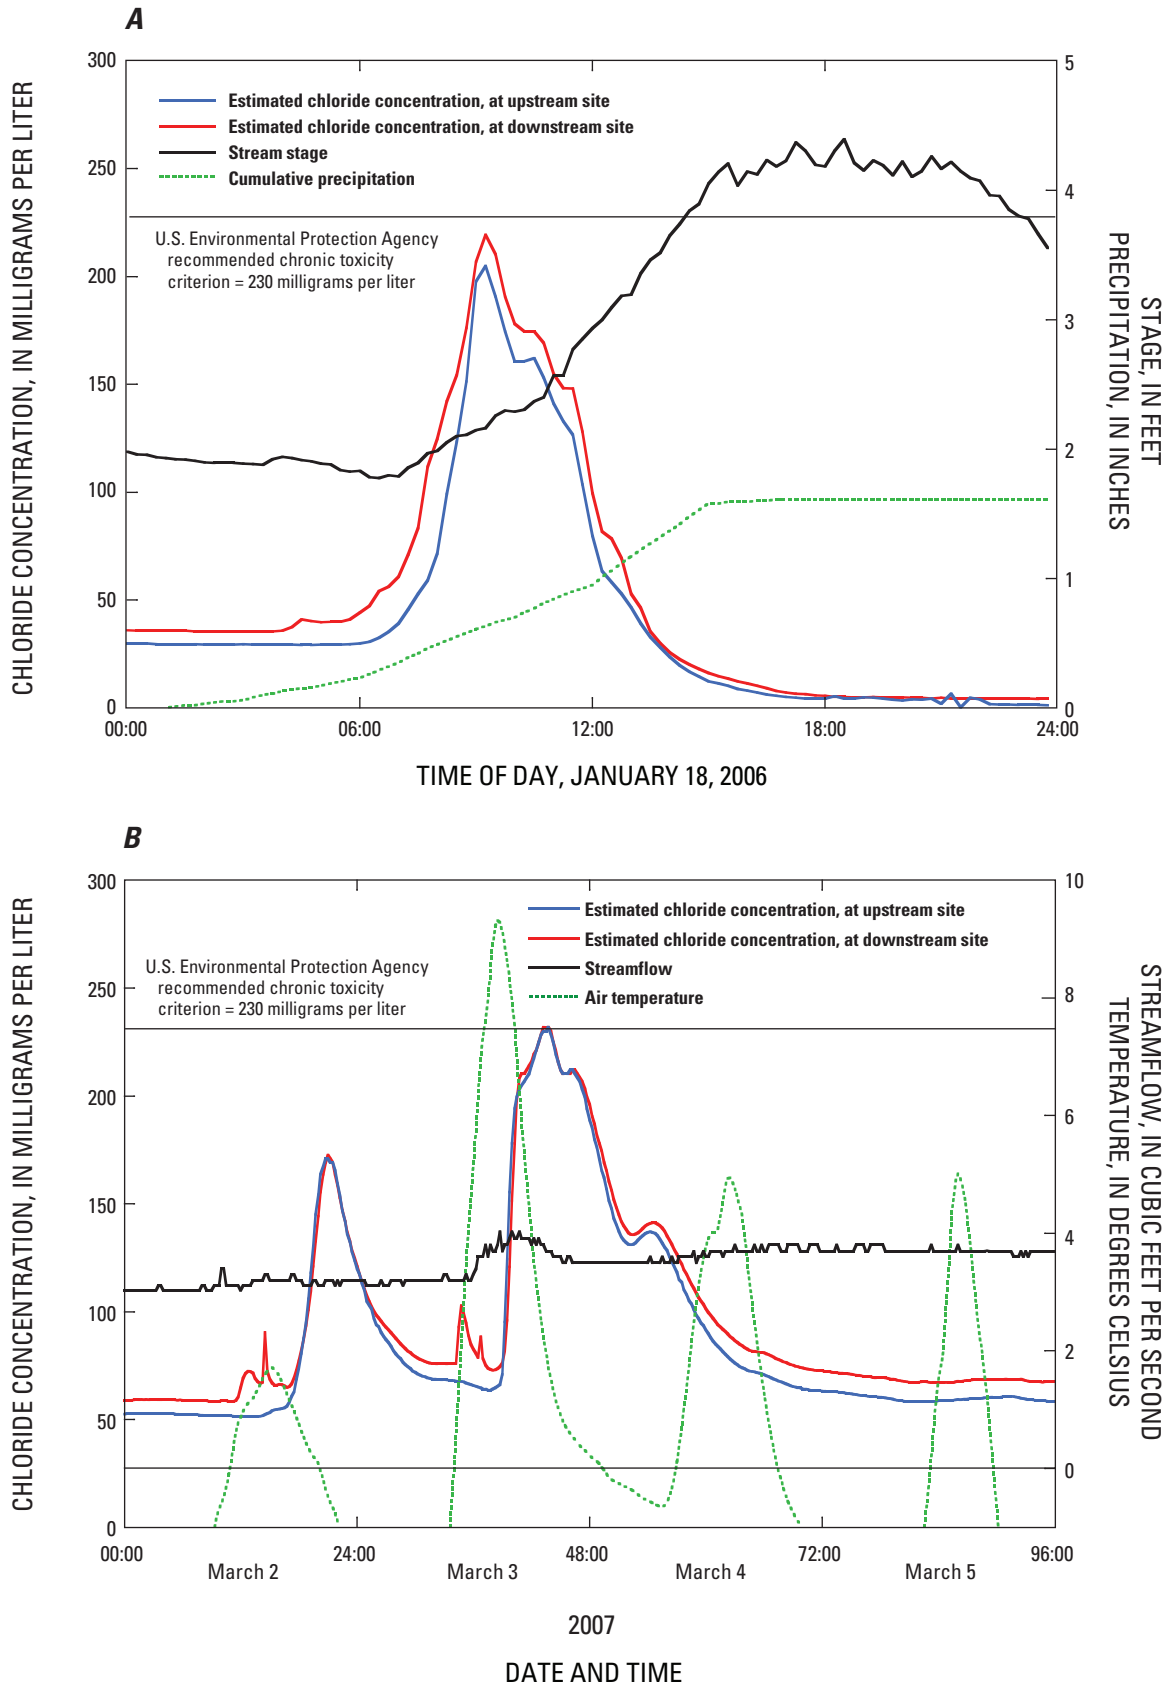 A
CHLORIDE CONCENTRATION, IN MILLIGRAMS PER LITER
300
250
200
150
100
50
0
Estimated chloride concentration, at upstream site
Estimated chloride concentration, at downstream site
Stream stage
Cumulative precipitation
U.S. Environmental Protection Agency
recommended chronic toxicity
criterion = 230 milligrams per liter
5
4
3
2
1
0
STAGE, IN FEET
PRECIPITATION, IN INCHES
00:00 06:00 12:00 18:00 24:00
TIME OF DAY, JANUARY 18, 2006
B
CHLORIDE CONCENTRATION, IN MILLIGRAMS PER LITER
300
250
200
150
100
50
0
Estimated chloride concentration, at upstream site
Estimated chloride concentration, at downstream site
Streamflow
Air temperature
U.S. Environmental Protection Agency
recommended chronic toxicity
criterion = 230 milligrams per liter
10
8
6
4
2
0
STREAMFLOW, IN CUBIC FEET PER SECOND
TEMPERATURE, IN DEGREES CELSIUS
00:00 24:00 48:00 72:00 96:00
March 2 March 3 March 4 March 5
2007
DATE AND TIME